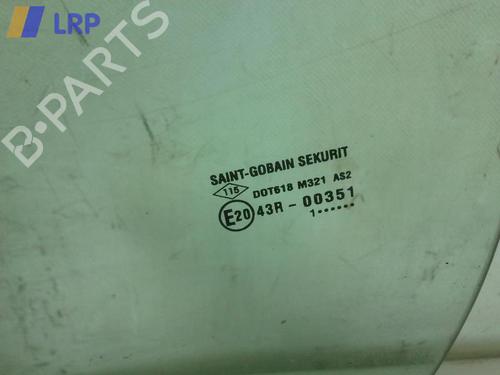 LRP
B-PARTS
SAINT-GOBAIN SEKURIT
115 DOT618 M321 AS2
E20 43R - 00351
1••••••